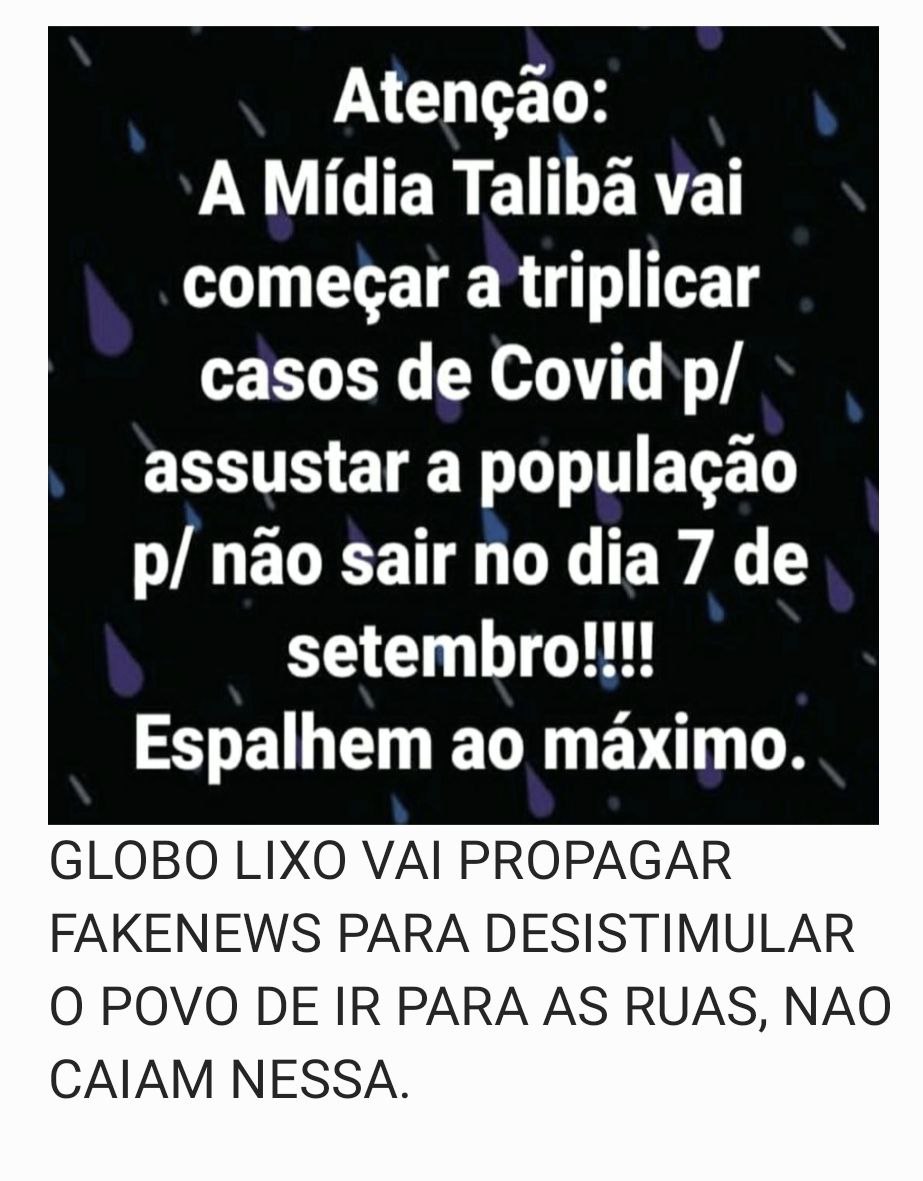 Atenção:
A Mídia Talibã vai
começar a triplicar
casos de Covid p/
assustar a população
p/ não sair no dia 7 de
setembro!!!!
Espalhem ao máximo.
GLOBO LIXO VAI PROPAGAR
FAKENEWS PARA DESISTIMULAR
O POVO DE IR PARA AS RUAS, NAO
CAIAM NESSA.